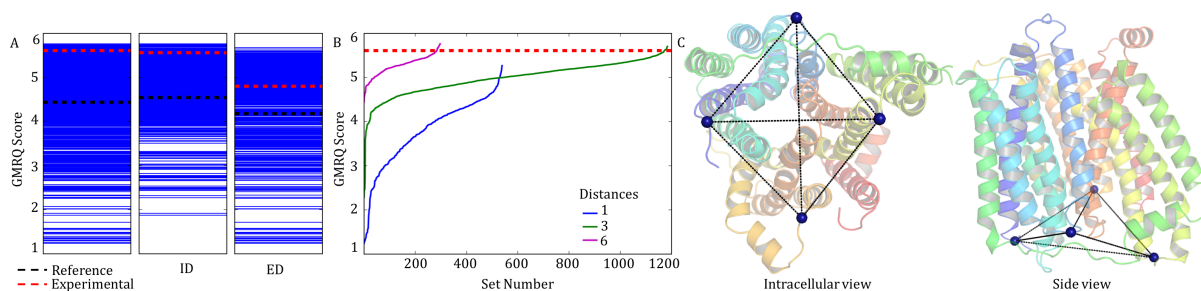 A
B
C
GMRQ Score
6
5
4
3
2
1
ID
ED
Reference
Experimental
GMRQ Score
6
5
4
3
2
1
Distances
1
3
6
200
400
600
800
1000
1200
Set Number
Intracellular view
Side view